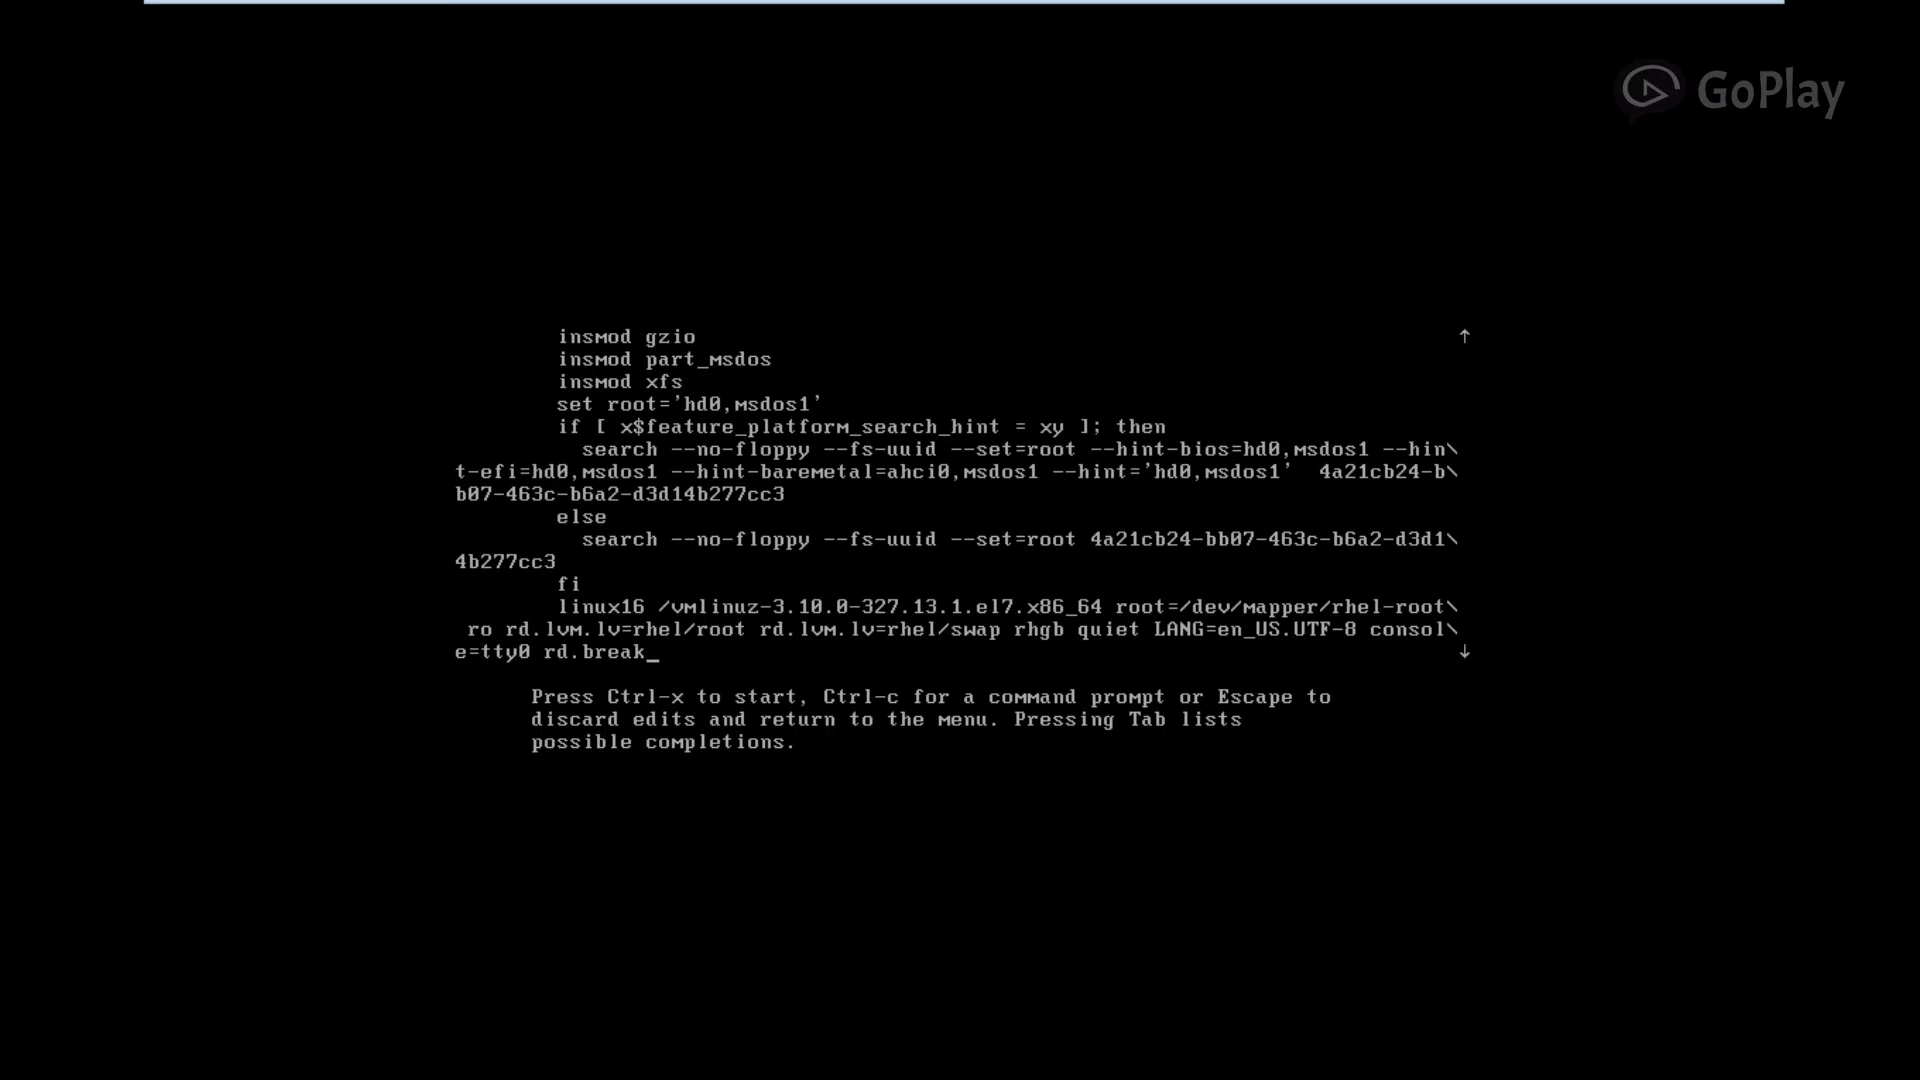 GoPlay
insmod gzio ↑
insmod part_msdos
insmod xfs
set root='hd0,msdos1'
if [ x$feature_platform_search_hint = xy ]; then
search --no-floppy --fs-uuid --set=root --hint-bios=hd0,msdos1 --hin\
t-efi=hd0,msdos1 --hint-baremetal=ahci0,msdos1 --hint='hd0,msdos1'  4a21cb24-b\
b07-463c-b6a2-d3d14b277cc3
else
search --no-floppy --fs-uuid --set=root 4a21cb24-bb07-463c-b6a2-d3d1\
4b277cc3
fi
linux16 /vmlinuz-3.10.0-327.13.1.el7.x86_64 root=/dev/mapper/rhel-root\
ro rd.lvm.lv=rhel/root rd.lvm.lv=rhel/swap rhgb quiet LANG=en_US.UTF-8 consol\
e=tty0 rd.break_ ↓
Press Ctrl-x to start, Ctrl-c for a command prompt or Escape to
discard edits and return to the menu. Pressing Tab lists
possible completions.